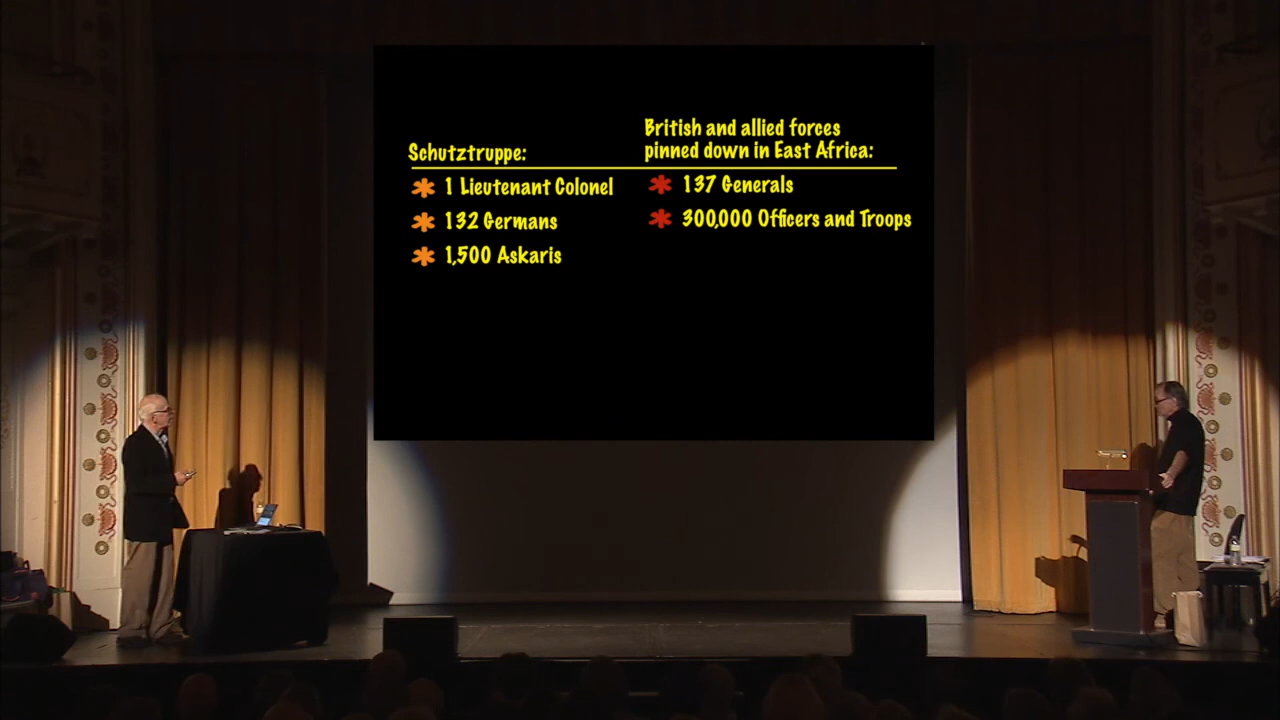 Schutztruppe:
1 Lieutenant Colonel
132 Germans
1,500 Askaris
British and allied forces
pinned down in East Africa:
137 Generals
300,000 Officers and Troops